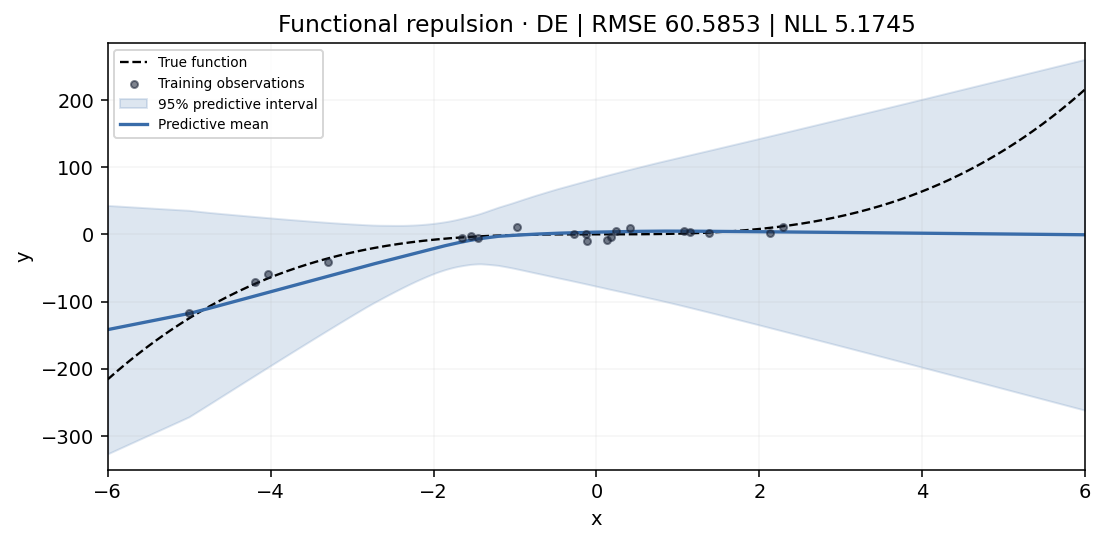 Functional repulsion · DE | RMSE 60.5853 | NLL 5.1745
True function
Training observations
95% predictive interval
Predictive mean
y
200
100
0
−100
−200
−300
−6
−4
−2
0
2
4
6
x